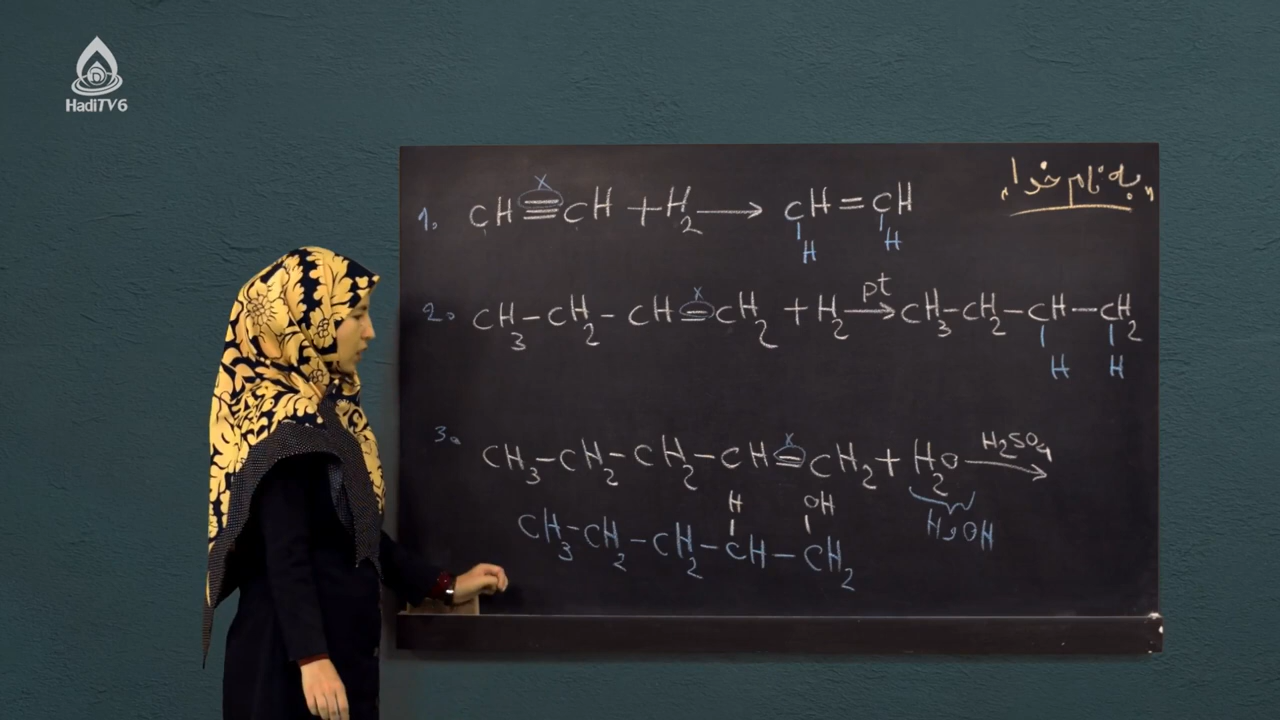 HadiTV6
"به نام خدا"
1. CH≡CH + H₂ ⟶ CH=CH
x
H H
2. CH₃-CH₂-CH=CH₂ + H₂ ⟶ CH₃-CH₂-CH-CH₂
x
pt
H H
3. CH₃-CH₂-CH₂-CH=CH₂ + H₂O ⟶
x
H₂SO₄
H و OH
H OH
CH₃-CH₂-CH₂-CH-CH₂